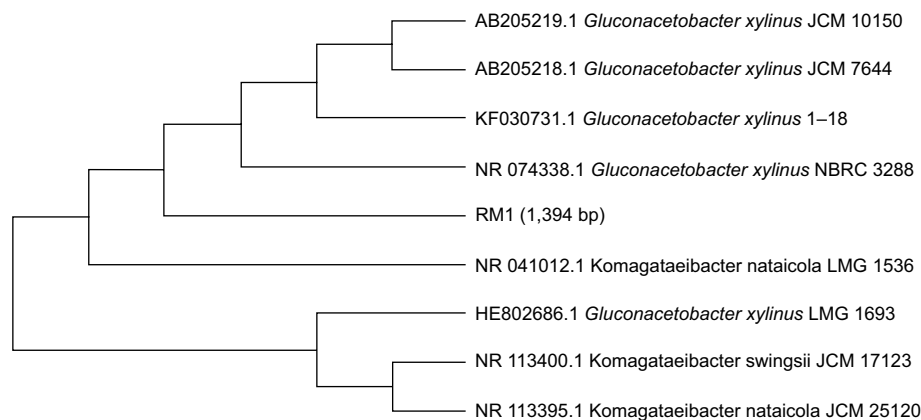 AB205219.1 Gluconacetobacter xylinus JCM 10150
AB205218.1 Gluconacetobacter xylinus JCM 7644
KF030731.1 Gluconacetobacter xylinus 1–18
NR 074338.1 Gluconacetobacter xylinus NBRC 3288
RM1 (1,394 bp)
NR 041012.1 Komagataeibacter nataicola LMG 1536
HE802686.1 Gluconacetobacter xylinus LMG 1693
NR 113400.1 Komagataeibacter swingsii JCM 17123
NR 113395.1 Komagataeibacter nataicola JCM 25120